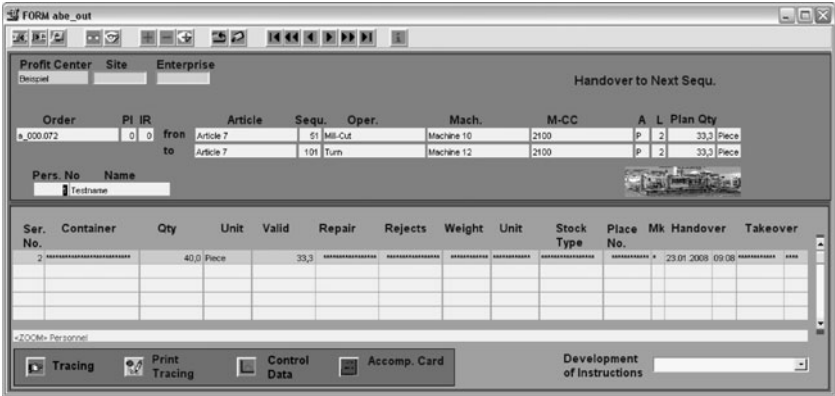 FORM abe_out
Profit Center Site Enterprise
Beispiel
Handover to Next Sequ.
Order PI IR Article Sequ. Oper. Mach. M-CC A L Plan Qty
a_000.072 0 0 fron Article 7 51 Mill-Cut Machine 10 2100 P 2 33,3 Piece
to Article 7 101 Turn Machine 12 2100 P 2 33,3 Piece
Pers. No Name
Testname
Ser. No. Container Qty Unit Valid Repair Rejects Weight Unit Stock Type Place No. Mk Handover Takeover
2 40,0 Piece 33,3 23.01.2008 09:08
<ZOOM> Personnel
Tracing Print Tracing Control Data Accomp. Card Development of Instructions